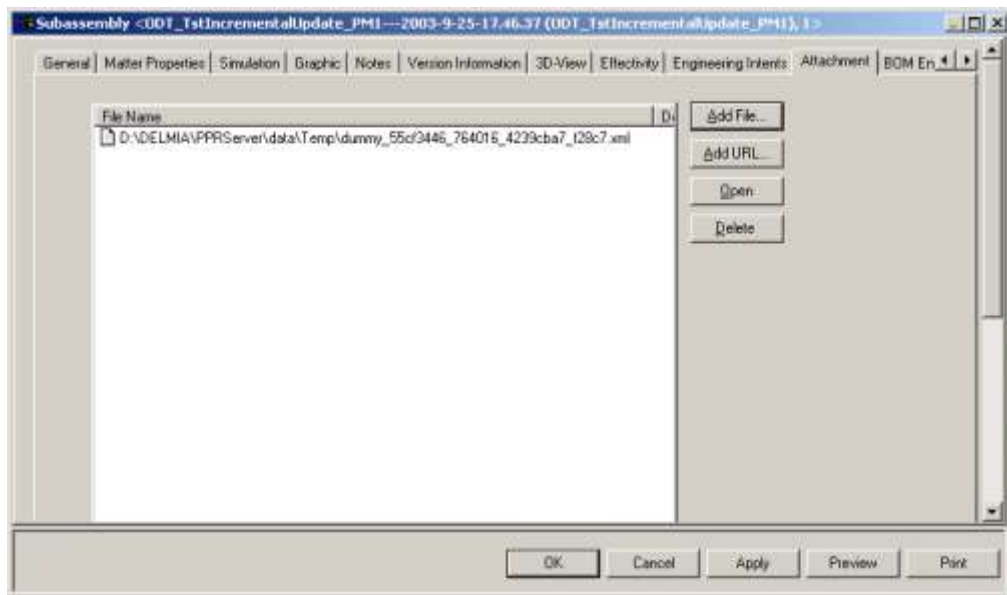 Subassembly <ODT_TstIncrementalUpdate_PM1---2003-9-25-17.46.37 (ODT_TstIncrementalUpdate_PM1), 1>
General Matter Properties Simulation Graphic Notes Version Information 3D-View Effectivity Engineering Intents Attachment BOM En
File Name
Add File...
D:\DELMIA\PPRServer\data\Temp\
Add URL...
Open
Delete
OK Cancel Apply Preview Print